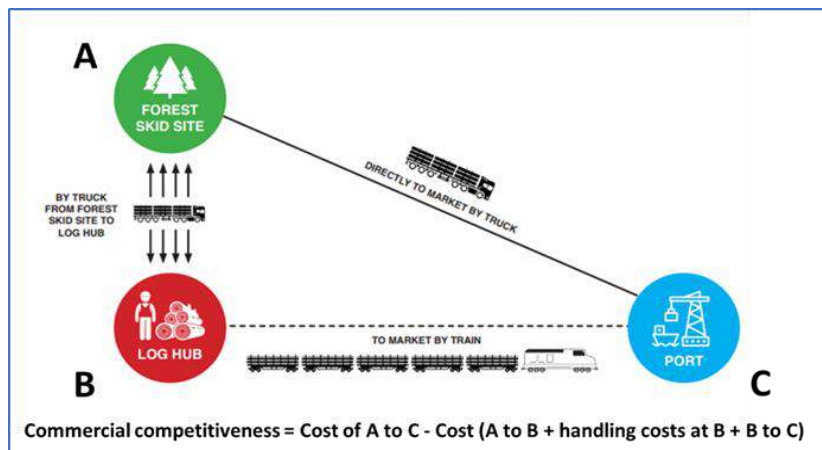 A
FOREST
SKID SITE
BY TRUCK
FROM FOREST
SKID SITE TO
LOG HUB
DIRECTLY TO MARKET BY TRUCK
LOG HUB
B
TO MARKET BY TRAIN
PORT
C
Commercial competitiveness = Cost of A to C - Cost (A to B + handling costs at B + B to C)